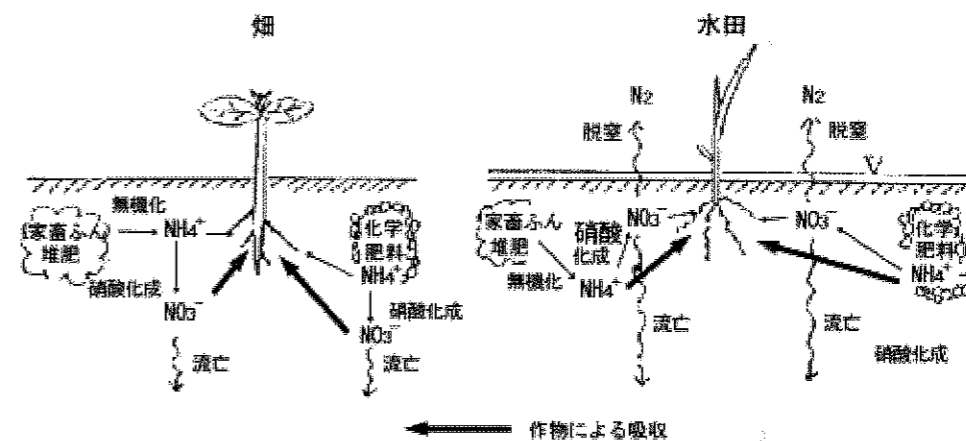 畑
無機化
家畜ふん
堆肥
NH₄⁺
硝酸化成
NO₃⁻
流亡
化学
肥料
NH₄⁺
硝酸化成
NO₃⁻
流亡
水田
N₂
脱窒
N₂
脱窒
家畜ふん
堆肥
無機化
NH₄⁺
硝酸
化成
NO₃⁻
流亡
NO₃⁻
化学
肥料
NH₄⁺
流亡
硝酸化成
作物による吸収